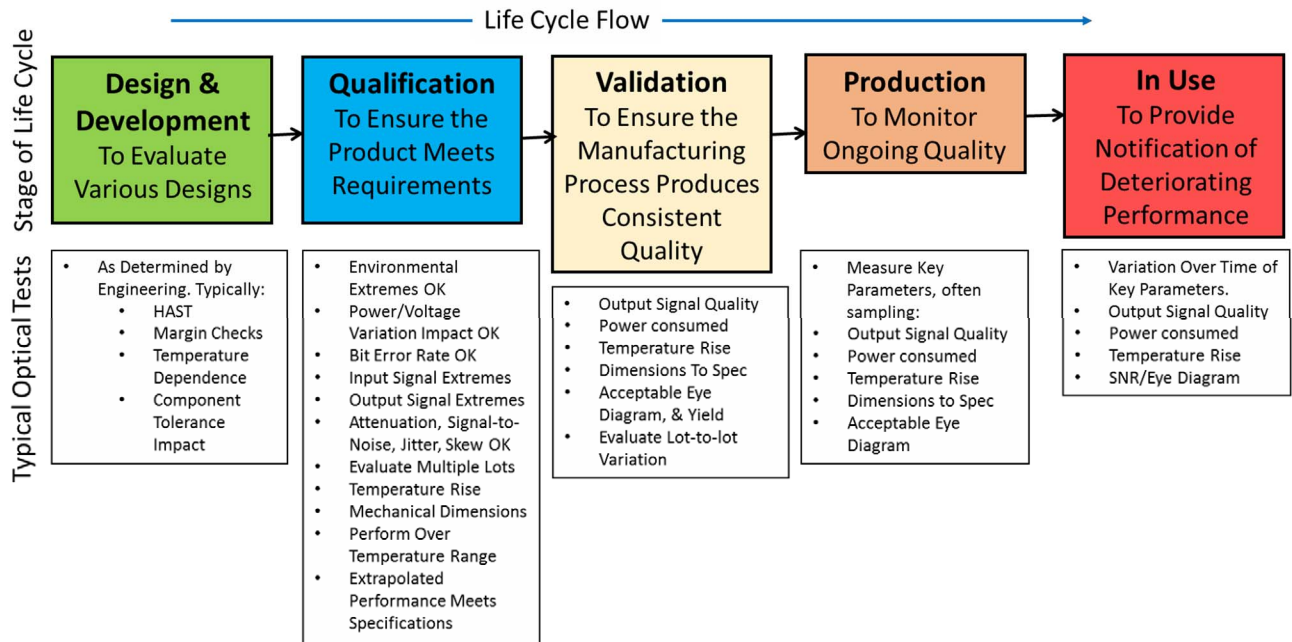 Life Cycle Flow
Stage of Life Cycle
Design &
Development
To Evaluate
Various Designs
Qualification
To Ensure the
Product Meets
Requirements
Validation
To Ensure the
Manufacturing
Process Produces
Consistent
Quality
Production
To Monitor
Ongoing Quality
In Use
To Provide
Notification of
Deteriorating
Performance
Typical Optical Tests
• As Determined by
Engineering. Typically:
• HAST
• Margin Checks
• Temperature
Dependence
• Component
Tolerance
Impact
• Environmental
Extremes OK
• Power/Voltage
Variation Impact OK
• Bit Error Rate OK
• Input Signal Extremes
• Output Signal Extremes
• Attenuation, Signal-to-
Noise, Jitter, Skew OK
• Evaluate Multiple Lots
• Temperature Rise
• Mechanical Dimensions
• Perform Over
Temperature Range
• Extrapolated
Performance Meets
Specifications
• Output Signal Quality
• Power consumed
• Temperature Rise
• Dimensions To Spec
• Acceptable Eye
Diagram, & Yield
• Evaluate Lot-to-lot
Variation
• Measure Key
Parameters, often
sampling:
• Output Signal Quality
• Power consumed
• Temperature Rise
• Dimensions to Spec
• Acceptable Eye
Diagram
• Variation Over Time of
Key Parameters.
• Output Signal Quality
• Power consumed
• Temperature Rise
• SNR/Eye Diagram